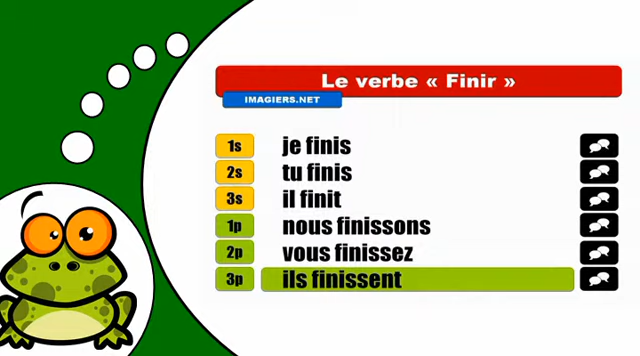 Le verbe « Finir »
IMAGIERS.NET
1s je finis
2s tu finis
3s il finit
1p nous finissons
2p vous finissez
3p ils finissent